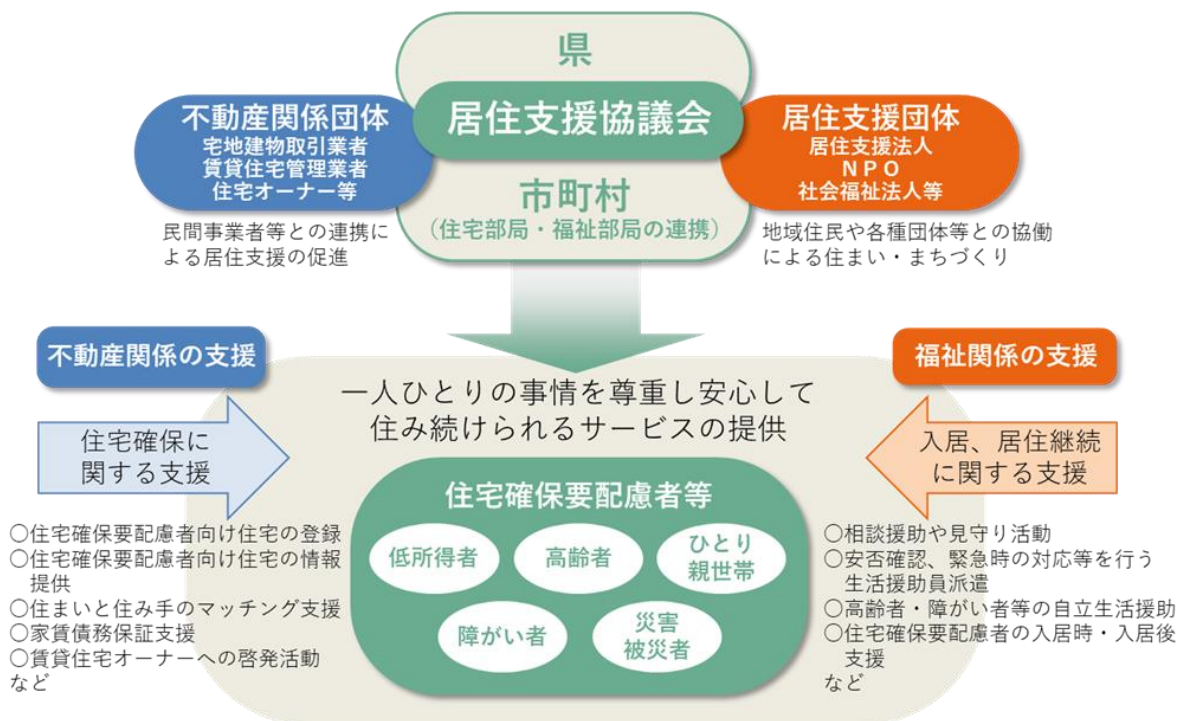 県
居住支援協議会
市町村
(住宅部局・福祉部局の連携)
不動産関係団体
宅地建物取引業者
賃貸住宅管理業者
住宅オーナー等
民間事業者等との連携に
よる居住支援の促進
居住支援団体
居住支援法人
ＮＰＯ
社会福祉法人等
地域住民や各種団体等との協働
による住まい・まちづくり
不動産関係の支援
住宅確保に
関する支援
○住宅確保要配慮者向け住宅の登録
○住宅確保要配慮者向け住宅の情報
提供
○住まいと住み手のマッチング支援
○家賃債務保証支援
○賃貸住宅オーナーへの啓発活動
など
一人ひとりの事情を尊重し安心して
住み続けられるサービスの提供
住宅確保要配慮者等
低所得者
高齢者
ひとり
親世帯
障がい者
災害
被災者
福祉関係の支援
入居、居住継続
に関する支援
○相談援助や見守り活動
○安否確認、緊急時の対応等を行う
生活援助員派遣
○高齢者・障がい者等の自立生活援助
○住宅確保要配慮者の入居時・入居後
支援
など